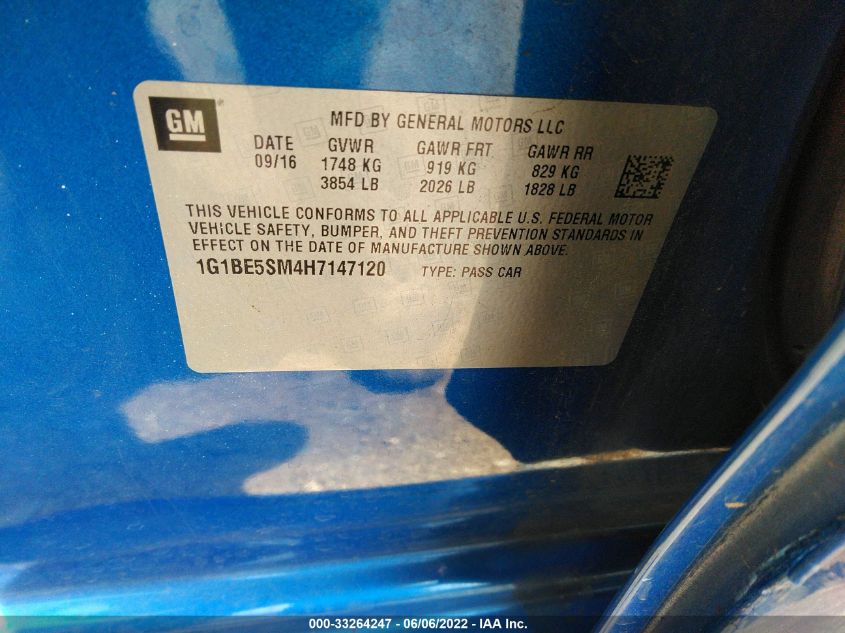 GM
MFD BY GENERAL MOTORS LLC
DATE GVWR GAWR FRT GAWR RR
09/16 1748 KG 919 KG 829 KG
3854 LB 2026 LB 1828 LB
THIS VEHICLE CONFORMS TO ALL APPLICABLE U.S. FEDERAL MOTOR
VEHICLE SAFETY, BUMPER, AND THEFT PREVENTION STANDARDS IN
EFFECT ON THE DATE OF MANUFACTURE SHOWN ABOVE.
1G1BE5SM4H7147120 TYPE: PASS CAR
000-33264247 - 06/06/2022 - IAA Inc.